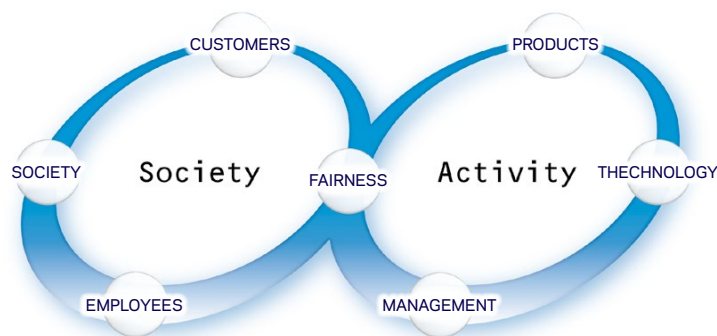 CUSTOMERS
PRODUCTS
SOCIETY
Society
FAIRNESS
Activity
THECHNOLOGY
EMPLOYEES
MANAGEMENT